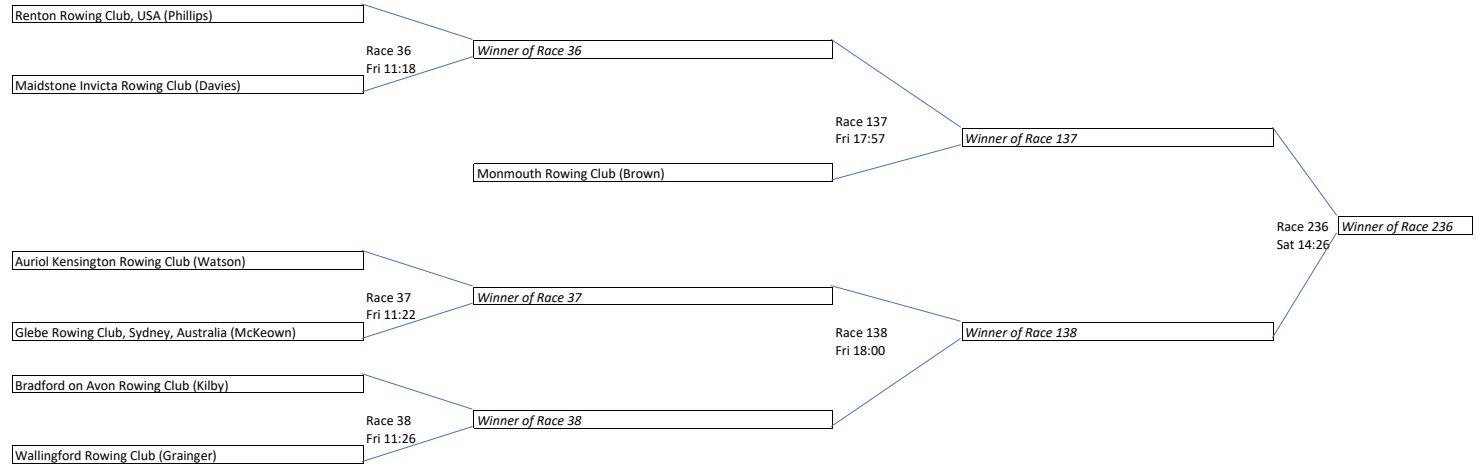 Renton Rowing Club, USA (Phillips)
Race 36
Fri 11:18
Winner of Race 36
Maidstone Invicta Rowing Club (Davies)
Race 137
Fri 17:57
Winner of Race 137
Monmouth Rowing Club (Brown)
Race 236
Sat 14:26
Winner of Race 236
Auriol Kensington Rowing Club (Watson)
Race 37
Fri 11:22
Winner of Race 37
Glebe Rowing Club, Sydney, Australia (McKeown)
Race 138
Fri 18:00
Winner of Race 138
Bradford on Avon Rowing Club (Kilby)
Race 38
Fri 11:26
Winner of Race 38
Wallingford Rowing Club (Grainger)